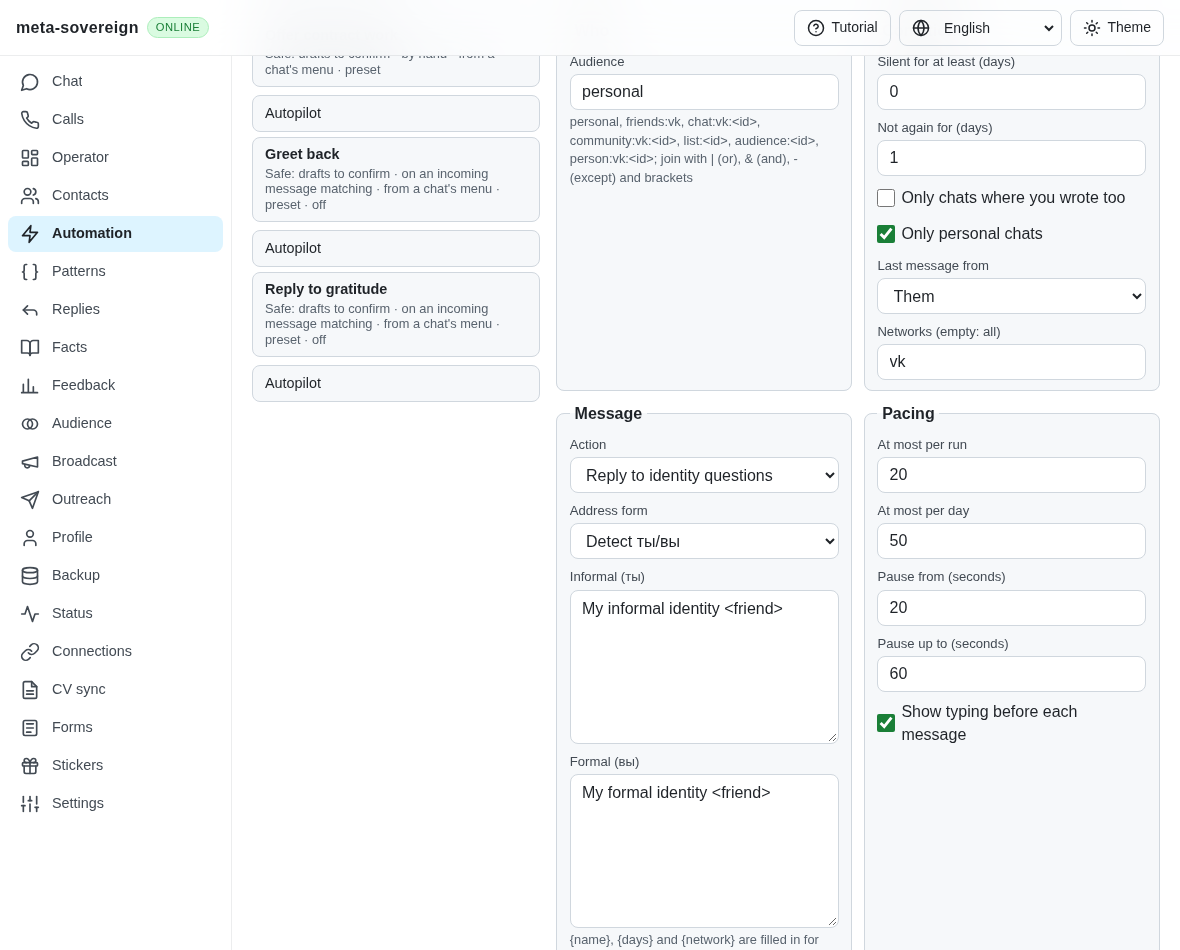 meta-sovereign
ONLINE
Tutorial
English
Theme
Chat
Calls
Operator
Contacts
Automation
Patterns
Replies
Facts
Feedback
Audience
Broadcast
Outreach
Profile
Backup
Status
Connections
CV sync
Forms
Stickers
Settings
Safe: drafts to confirm · by hand · from a
chat's menu · preset
Autopilot
Greet back
Safe: drafts to confirm · on an incoming
message matching · from a chat's menu ·
preset · off
Autopilot
Reply to gratitude
Safe: drafts to confirm · on an incoming
message matching · from a chat's menu ·
preset · off
Autopilot
Audience
personal
personal, friends:vk, chat:vk:<id>,
community:vk:<id>, list:<id>, audience:<id>,
person:vk:<id>; join with | (or), & (and), -
(except) and brackets
Silent for at least (days)
0
Not again for (days)
1
Only chats where you wrote too
Only personal chats
Last message from
Them
Networks (empty: all)
vk
Message
Action
Reply to identity questions
Address form
Detect ты/вы
Informal (ты)
My informal identity <friend>
Formal (вы)
My formal identity <friend>
{name}, {days} and {network} are filled in for
Pacing
At most per run
20
At most per day
50
Pause from (seconds)
20
Pause up to (seconds)
60
Show typing before each
message